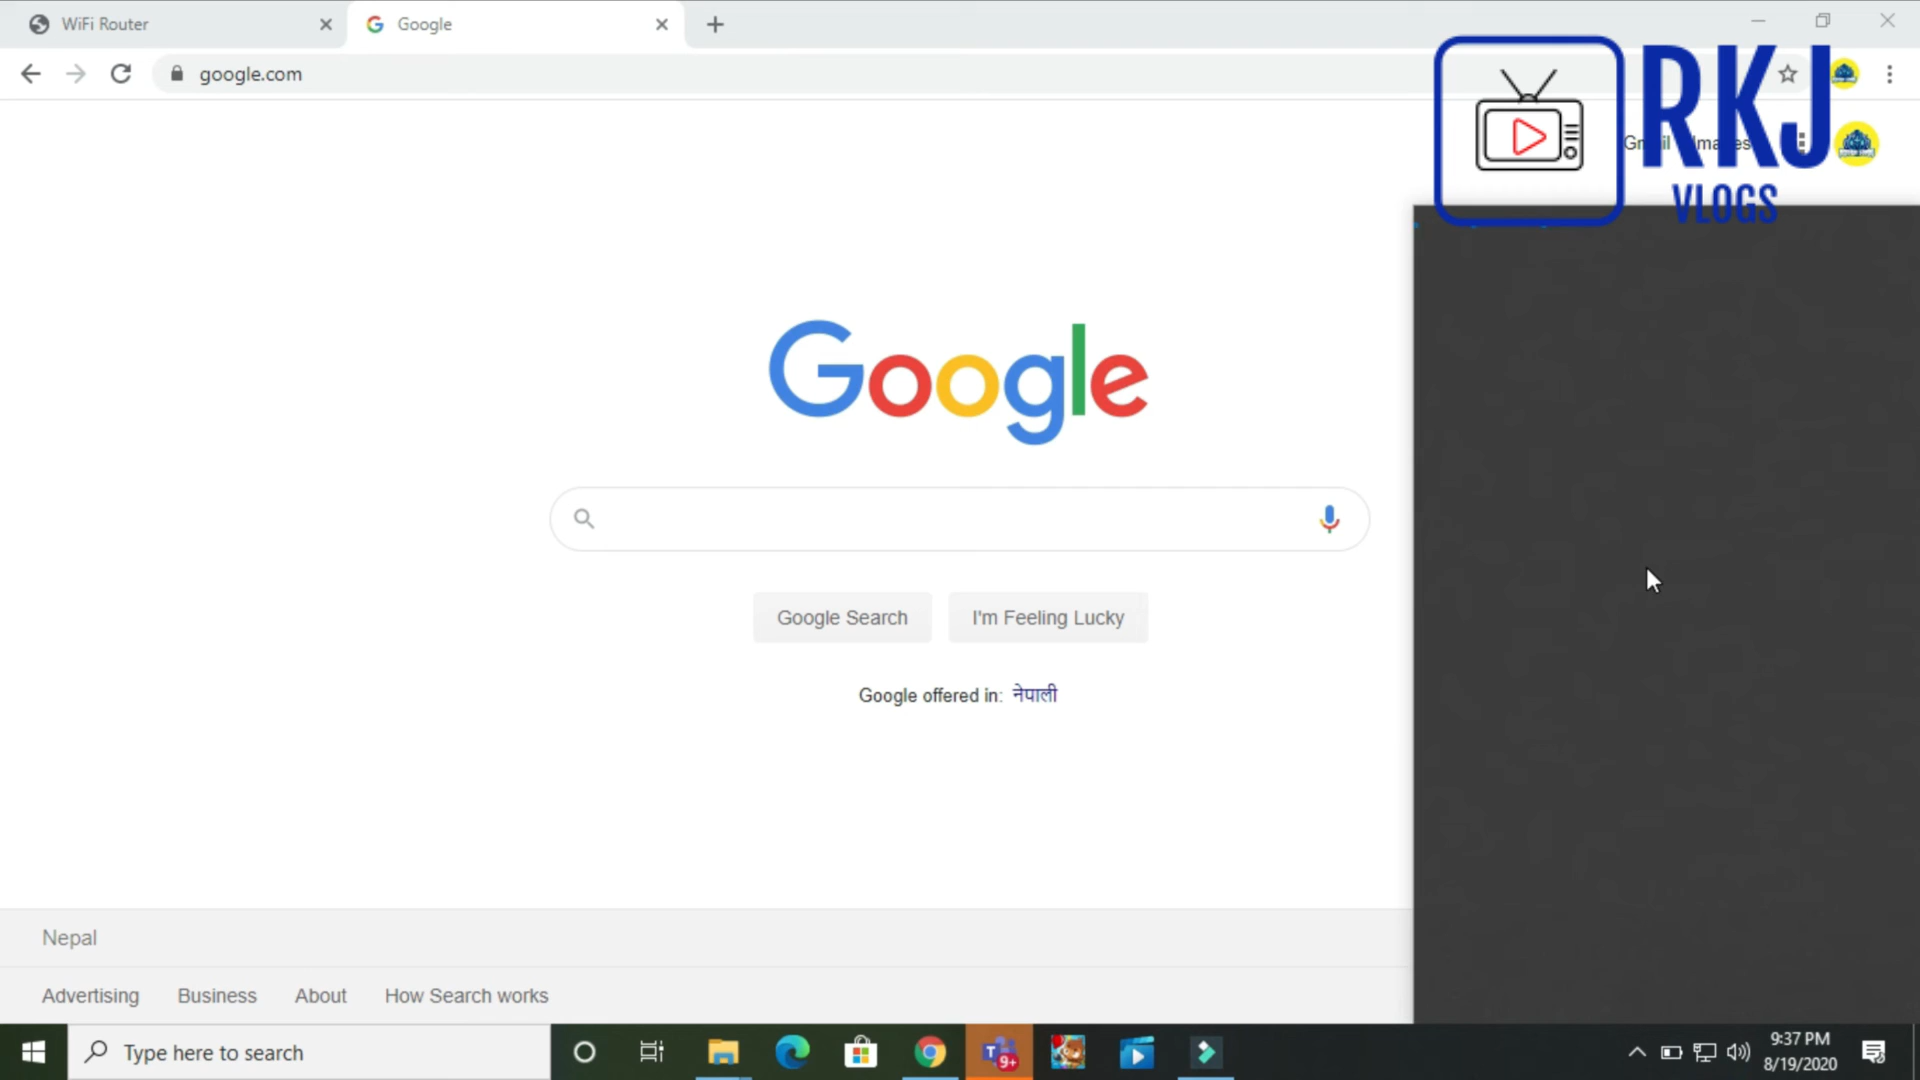 WiFi Router
Google
google.com
RKJ
VLOGS
Google
Google Search
I'm Feeling Lucky
Google offered in: नेपाली
Nepal
Advertising
Business
About
How Search works
Type here to search
T
9+
9:37 PM
8/19/2020